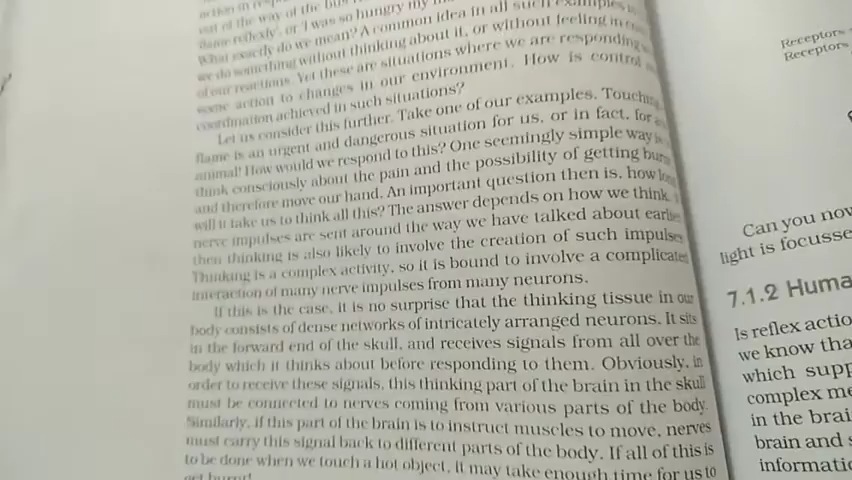 out of the way of the bus
flame reflexly', or 'I was so hungry my
What exactly do we mean? A common idea in all such examples is
we do something without thinking about it, or without feeling in
of our reactions. Yet these are situations where we are responding
some action to changes in our environment. How is control
coordination achieved in such situations?
Let us consider this further. Take one of our examples. Touching
flame is an urgent and dangerous situation for us, or in fact, for
animal! How would we respond to this? One seemingly simple way is
think consciously about the pain and the possibility of getting burnt
and therefore move our hand. An important question then is, how long
will it take us to think all this? The answer depends on how we think.
nerve impulses are sent around the way we have talked about earlier
then thinking is also likely to involve the creation of such impulses
Thinking is a complex activity, so it is bound to involve a complicated
interaction of many nerve impulses from many neurons.
If this is the case, it is no surprise that the thinking tissue in our
body consists of dense networks of intricately arranged neurons. It sits
in the forward end of the skull, and receives signals from all over the
body which it thinks about before responding to them. Obviously, in
order to receive these signals, this thinking part of the brain in the skull
must be connected to nerves coming from various parts of the body.
Similarly, if this part of the brain is to instruct muscles to move, nerves
must carry this signal back to different parts of the body. If all of this is
to be done when we touch a hot object, it may take enough time for us to
get burnt!
Receptors
Receptors
Can you now
light is focusse
7.1.2 Huma
Is reflex actio
we know tha
which supp
complex me
in the brai
brain and s
informatio